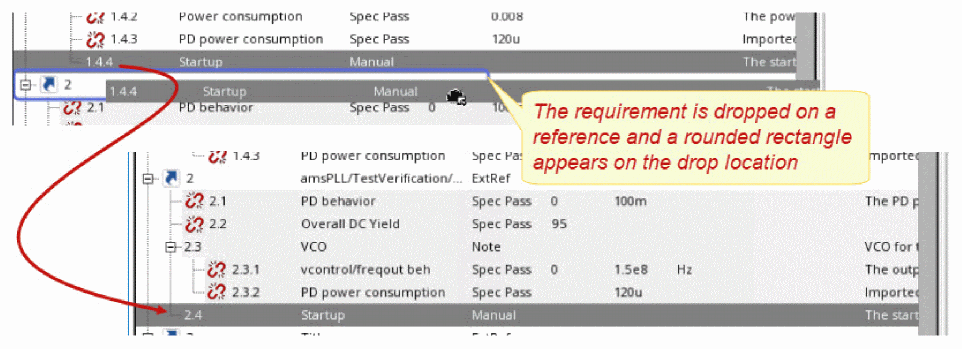 1.4.2 Power consumption Spec Pass 0.008 The pow
1.4.3 PD power consumption Spec Pass 120u Importec
1.4.4 Startup Manual The start
2
1.4.4 Startup Manual The star
2.1 PD behavior Spec Pass 0
The requirement is dropped on a
reference and a rounded rectangle
appears on the drop location
1.4.3 PD power consumption Spec Pas mportec
2 amsPLL/TestVerification/... ExtRef
2.1 PD behavior Spec Pass 0 100m The PD p
2.2 Overall DC Yield Spec Pass 95
2.3 VCO Note VCO for t
2.3.1 vcontrol/freqout beh Spec Pass 0 1.5e8 Hz The outp
2.3.2 PD power consumption Spec Pass 120u Importec
2.4 Startup Manual The start